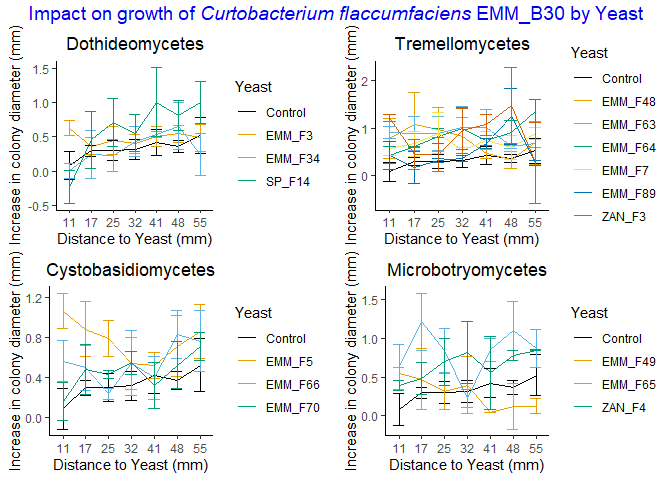 Impact on growth of Curtobacterium flaccumfaciens EMM_B30 by Yeast
Dothideomycetes
Increase in colony diameter (mm)
1.5
1.0
0.5
0.0
-0.5
11 17 25 32 41 48 55
Distance to Yeast (mm)
Yeast
Control
EMM_F3
EMM_F34
SP_F14
Tremellomycetes
Increase in colony diameter (mm)
2
1
0
11 17 25 32 41 48 55
Distance to Yeast (mm)
Yeast
Control
EMM_F48
EMM_F63
EMM_F64
EMM_F7
EMM_F89
ZAN_F3
Cystobasidiomycetes
Increase in colony diameter (mm)
1.2
0.8
0.4
0.0
11 17 25 32 41 48 55
Distance to Yeast (mm)
Yeast
Control
EMM_F5
EMM_F66
EMM_F70
Microbotryomycetes
Increase in colony diameter (mm)
1.5
1.0
0.5
0.0
11 17 25 32 41 48 55
Distance to Yeast (mm)
Yeast
Control
EMM_F49
EMM_F65
ZAN_F4